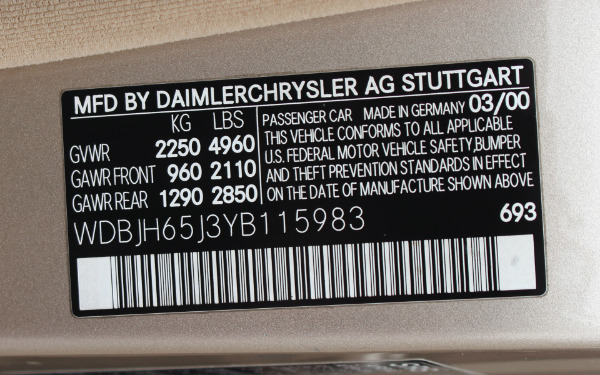 MFD BY DAIMLERCHRYSLER AG STUTTGART
KG LBS
GVWR 2250 4960
GAWR FRONT 960 2110
GAWR REAR 1290 2850
PASSENGER CAR MADE IN GERMANY 03/00
THIS VEHICLE CONFORMS TO ALL APPLICABLE
U.S. FEDERAL MOTOR VEHICLE SAFETY, BUMPER
AND THEFT PREVENTION STANDARDS IN EFFECT
ON THE DATE OF MANUFACTURE SHOWN ABOVE
WDBJH65J3YB115983
693